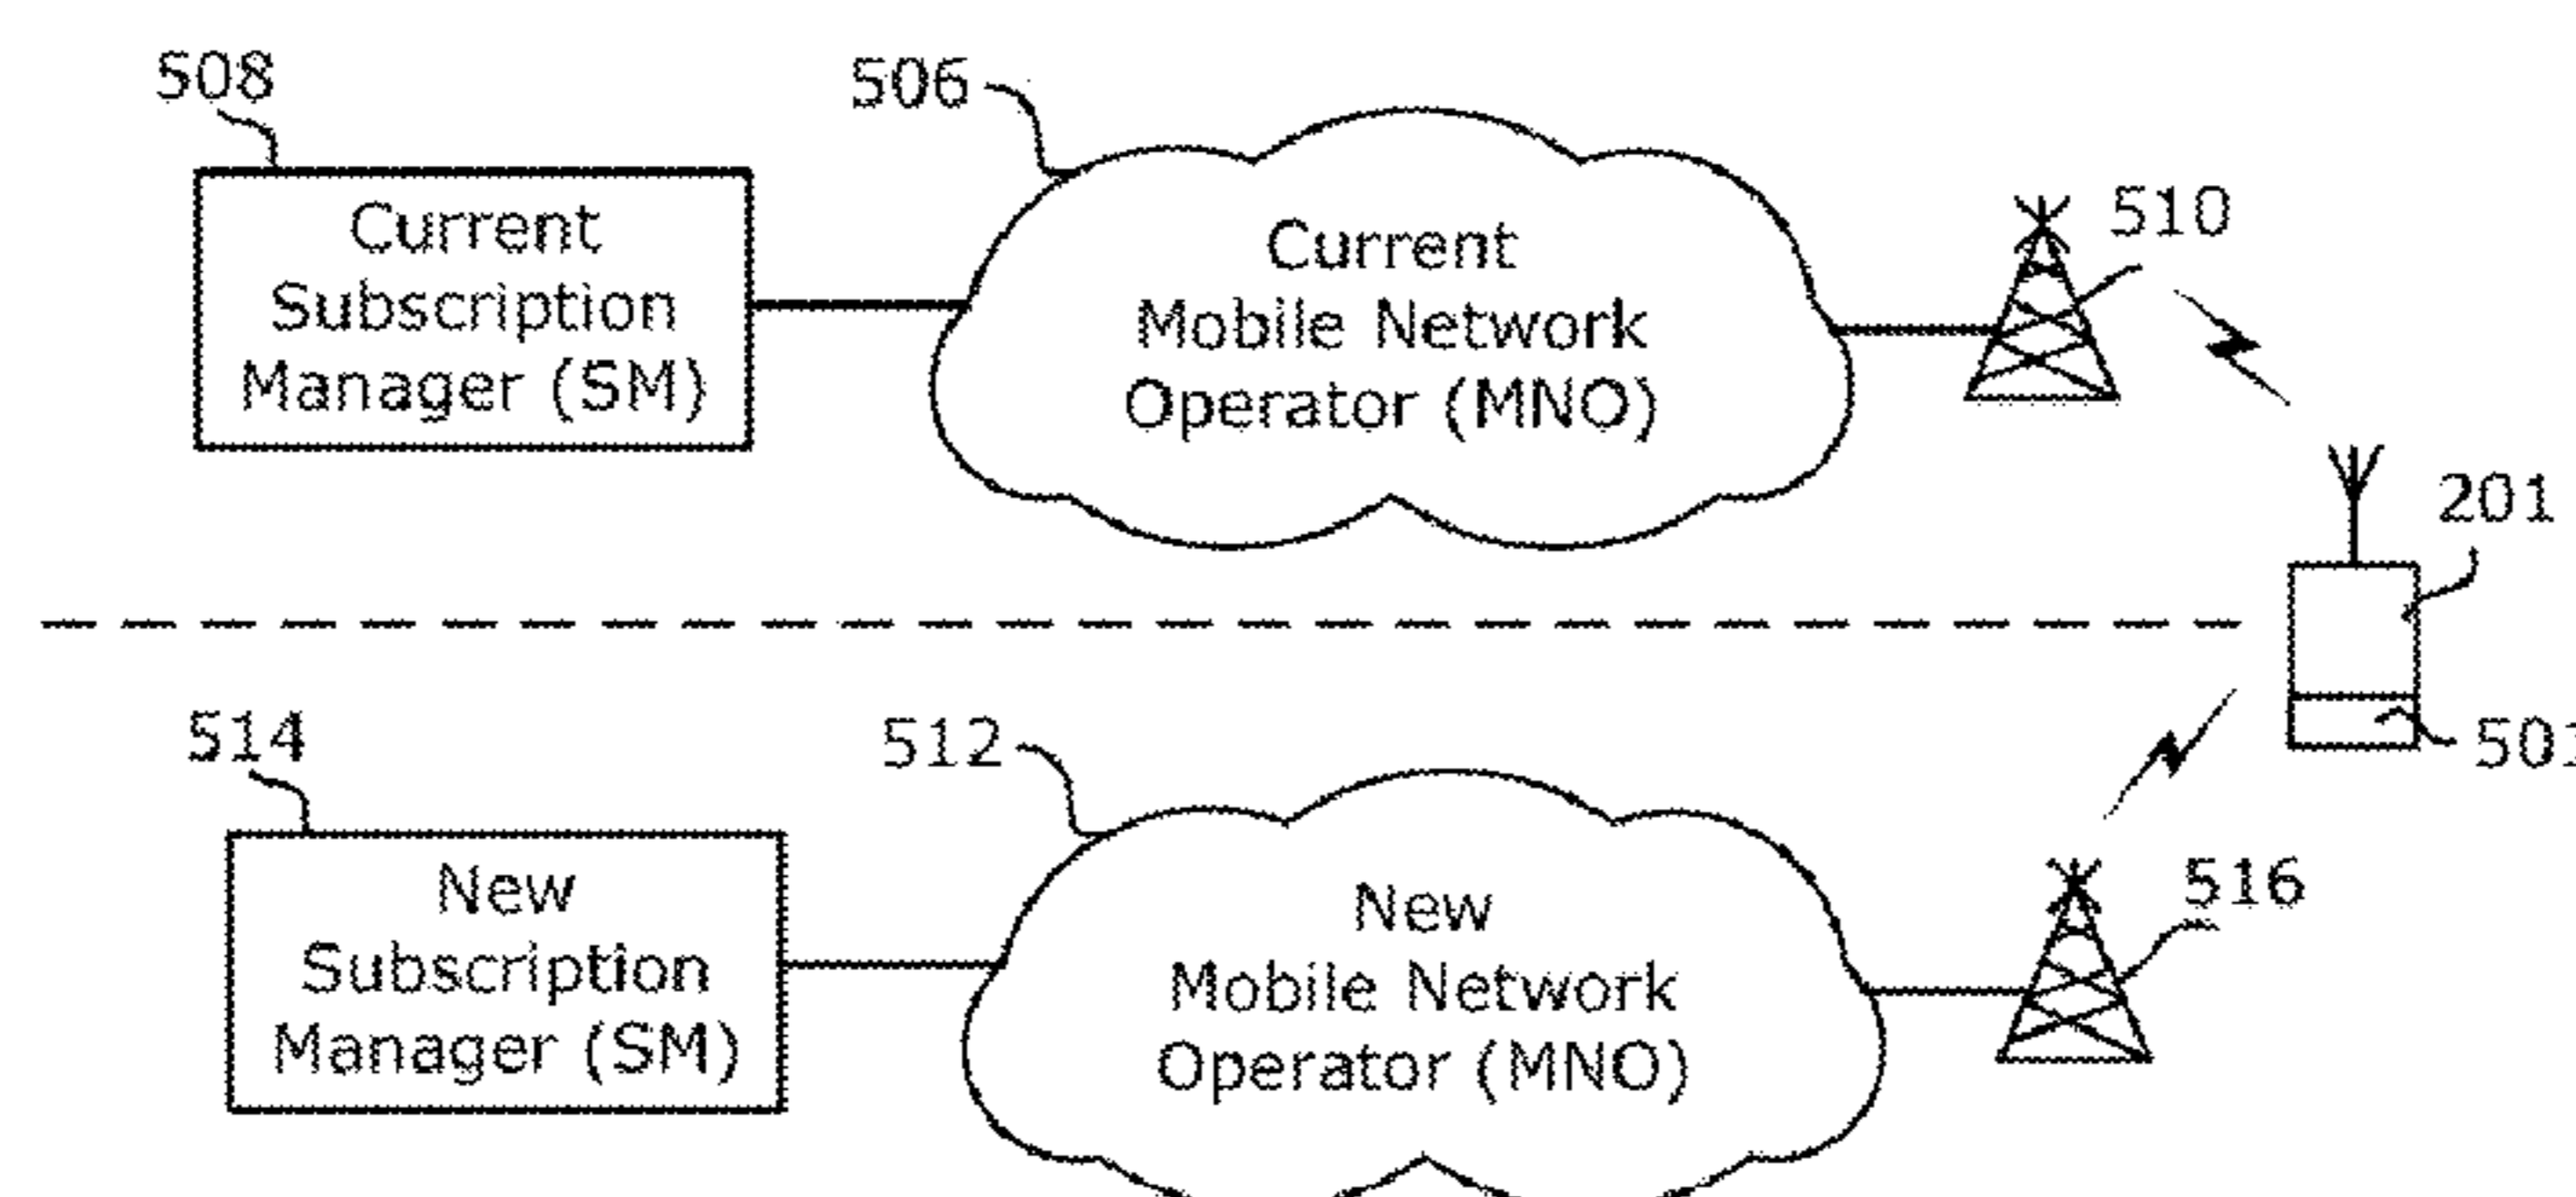 508
506
Current
Subscription
Manager (SM)
Current
Mobile Network
Operator (MNO)
510
201
514
512
New
Subscription
Manager (SM)
New
Mobile Network
Operator (MNO)
516